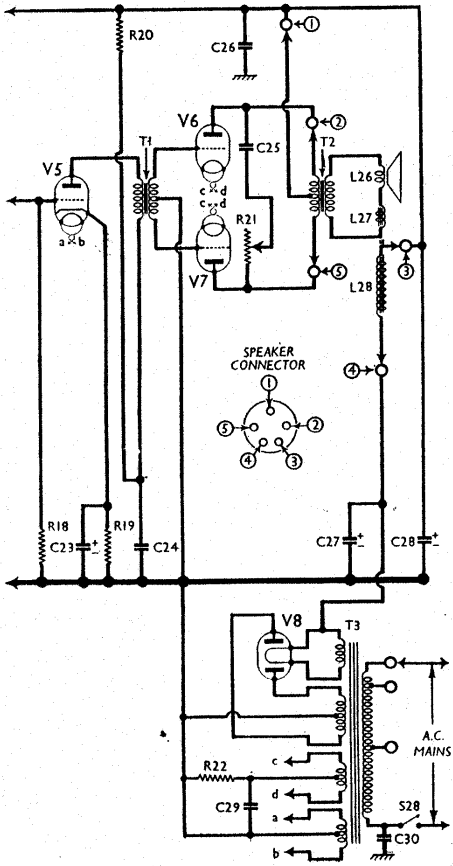 R20
C26
1
V6
2
T1
T2
C25
V5
L26
c d
c d
R21
L27
a b
V7
5
3
L28
SPEAKER
CONNECTOR
1
4
5
2
4
3
R18
C23
+
-
R19
C24
C27
+
-
C28
+
-
V8
T3
c
R22
d
A.C.
MAINS
C29
a
S28
C30
b